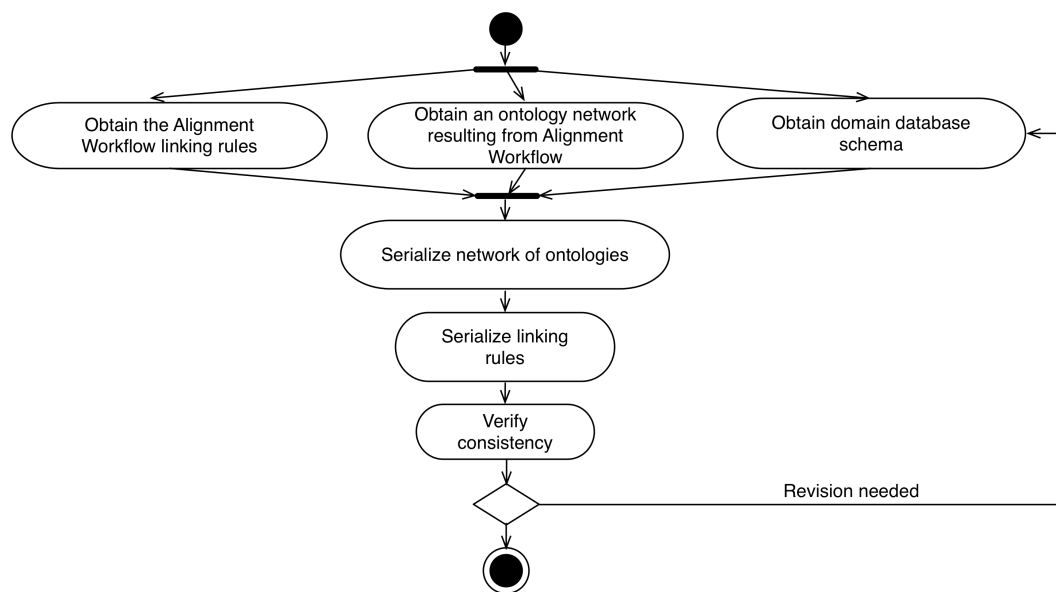 Obtain the Alignment
Workflow linking rules
Obtain an ontology network
resulting from Alignment
Workflow
Obtain domain database
schema
Serialize network of ontologies
Serialize linking
rules
Verify
consistency
Revision needed